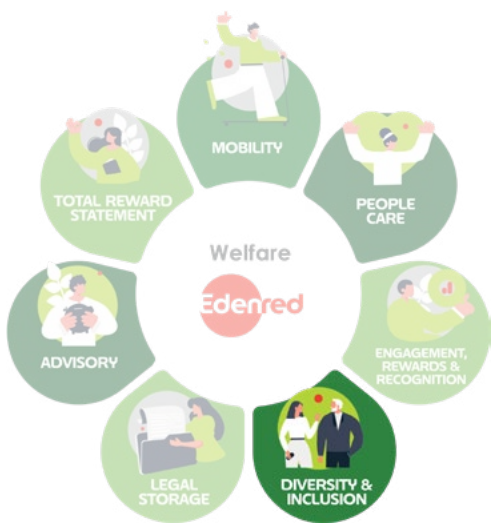 MOBILITY
PEOPLE
CARE
ENGAGEMENT,
REWARDS &
RECOGNITION
DIVERSITY &
INCLUSION
LEGAL
STORAGE
ADVISORY
TOTAL REWARD
STATEMENT
Welfare
Edenred